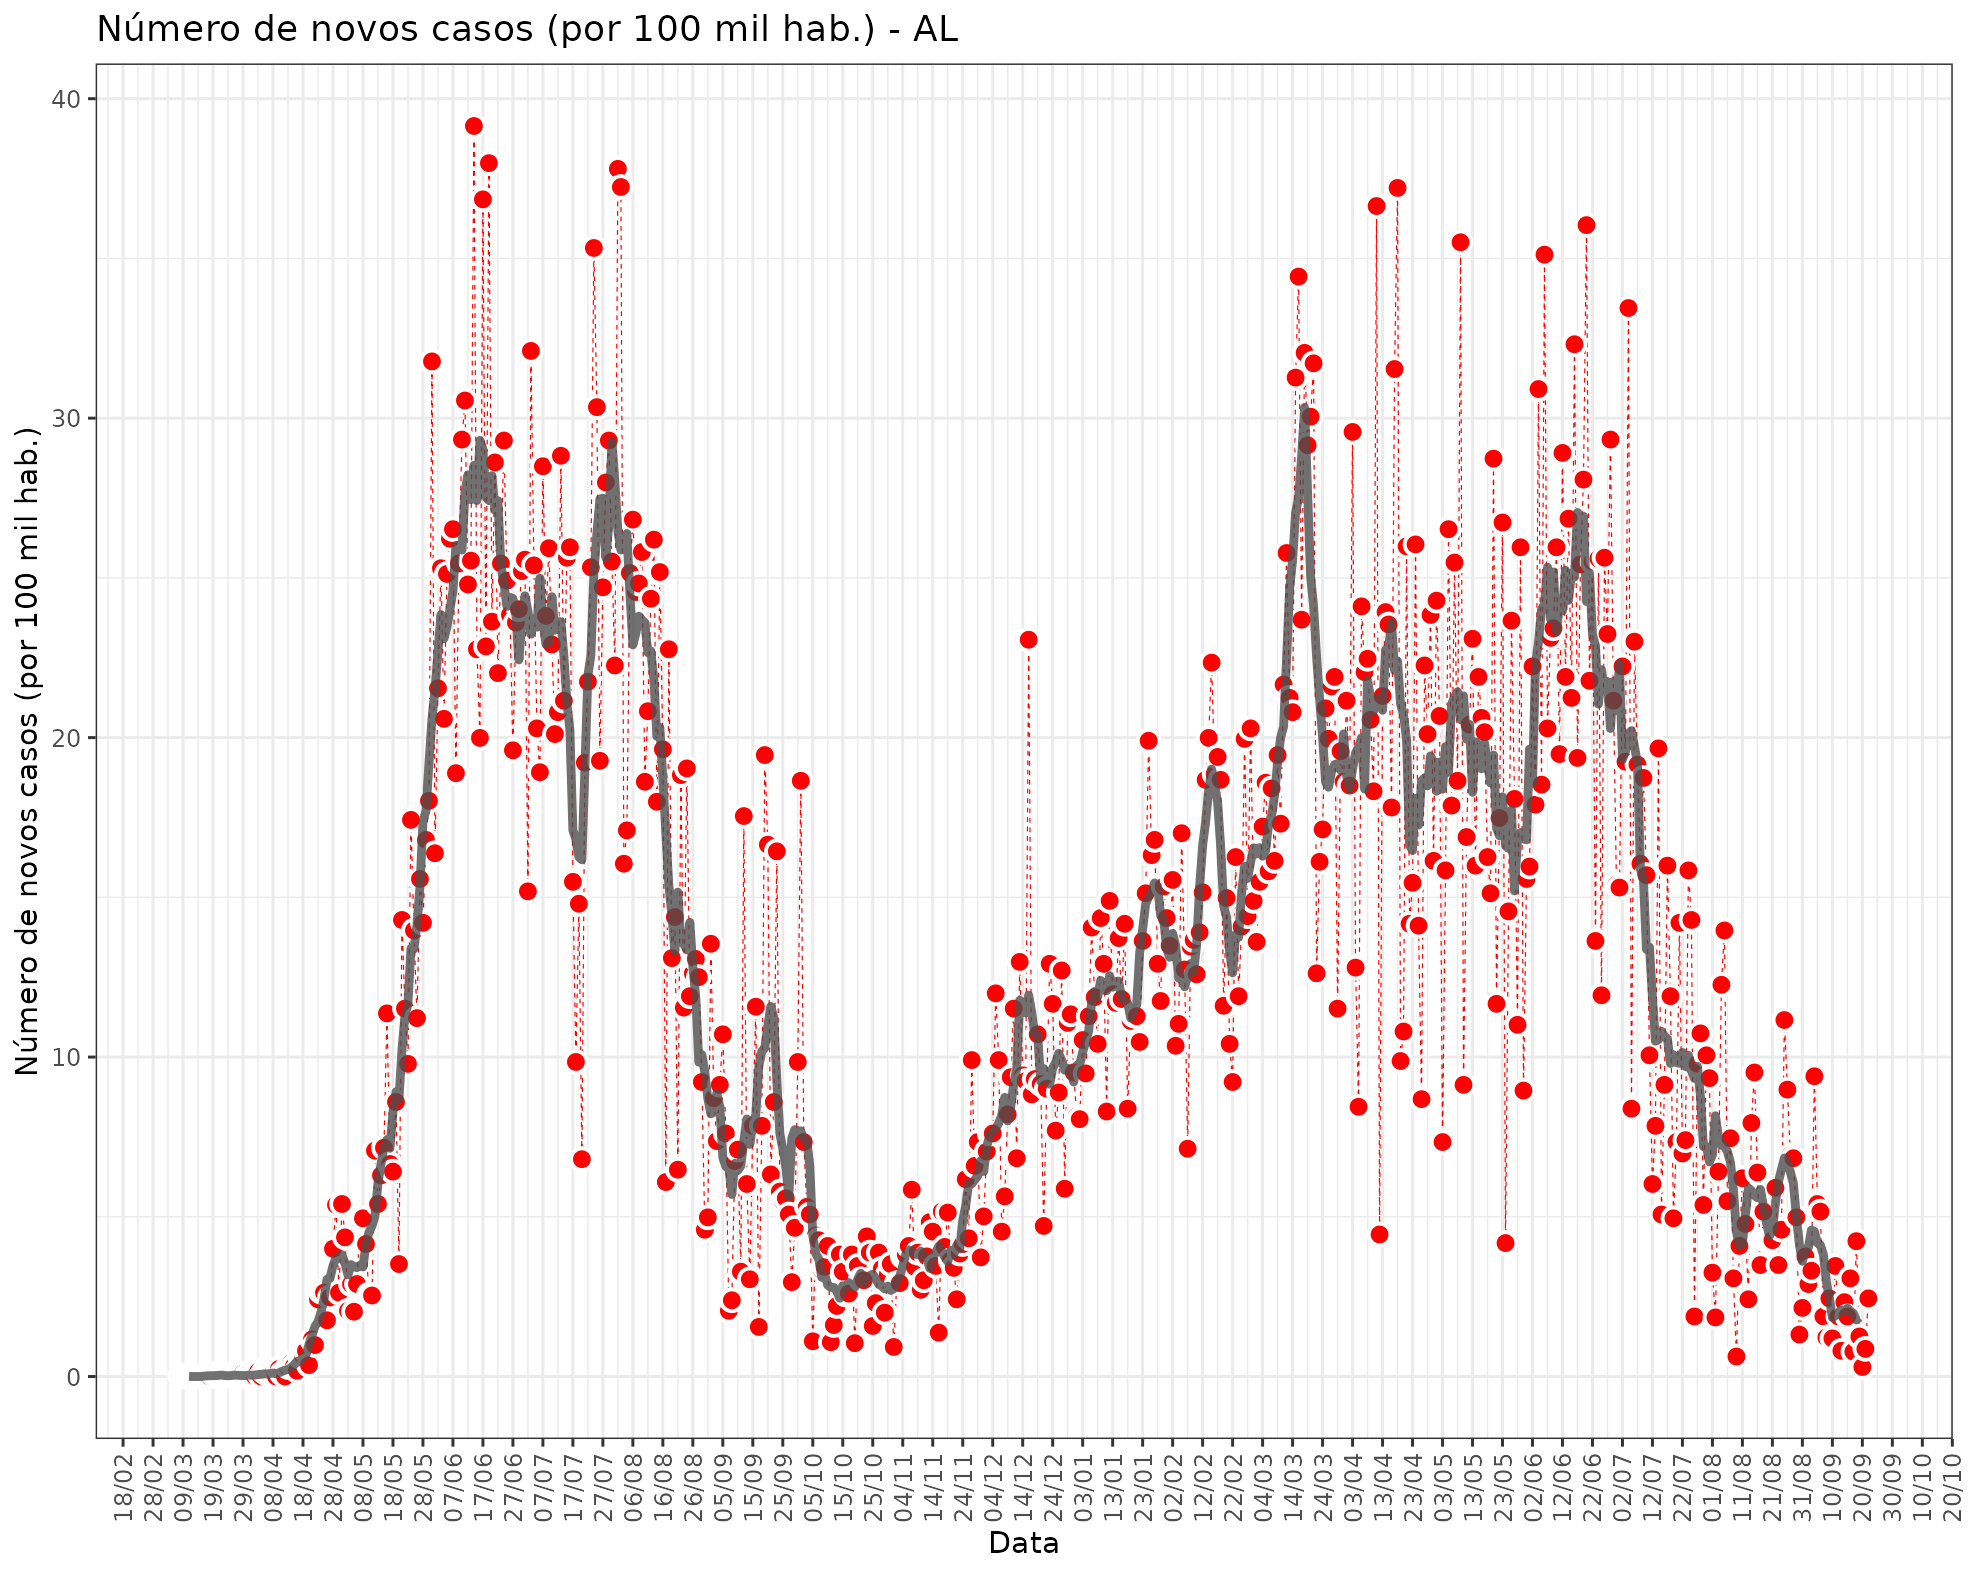 Número de novos casos (por 100 mil hab.) - AL
Número de novos casos (por 100 mil hab.)
40
30
20
10
0
18/02 28/02 09/03 19/03 29/03 08/04 18/04 28/04 08/05 18/05 28/05 07/06 17/06 27/06 07/07 17/07 27/07 06/08 16/08 26/08 05/09 15/09 25/09 05/10 15/10 25/10 04/11 14/11 24/11 04/12 14/12 24/12 03/01 13/01 23/01 02/02 12/02 22/02 04/03 14/03 24/03 03/04 13/04 23/04 03/05 13/05 23/05 02/06 12/06 22/06 02/07 12/07 22/07 01/08 11/08 21/08 31/08 10/09 20/09 30/09 10/10 20/10
Data